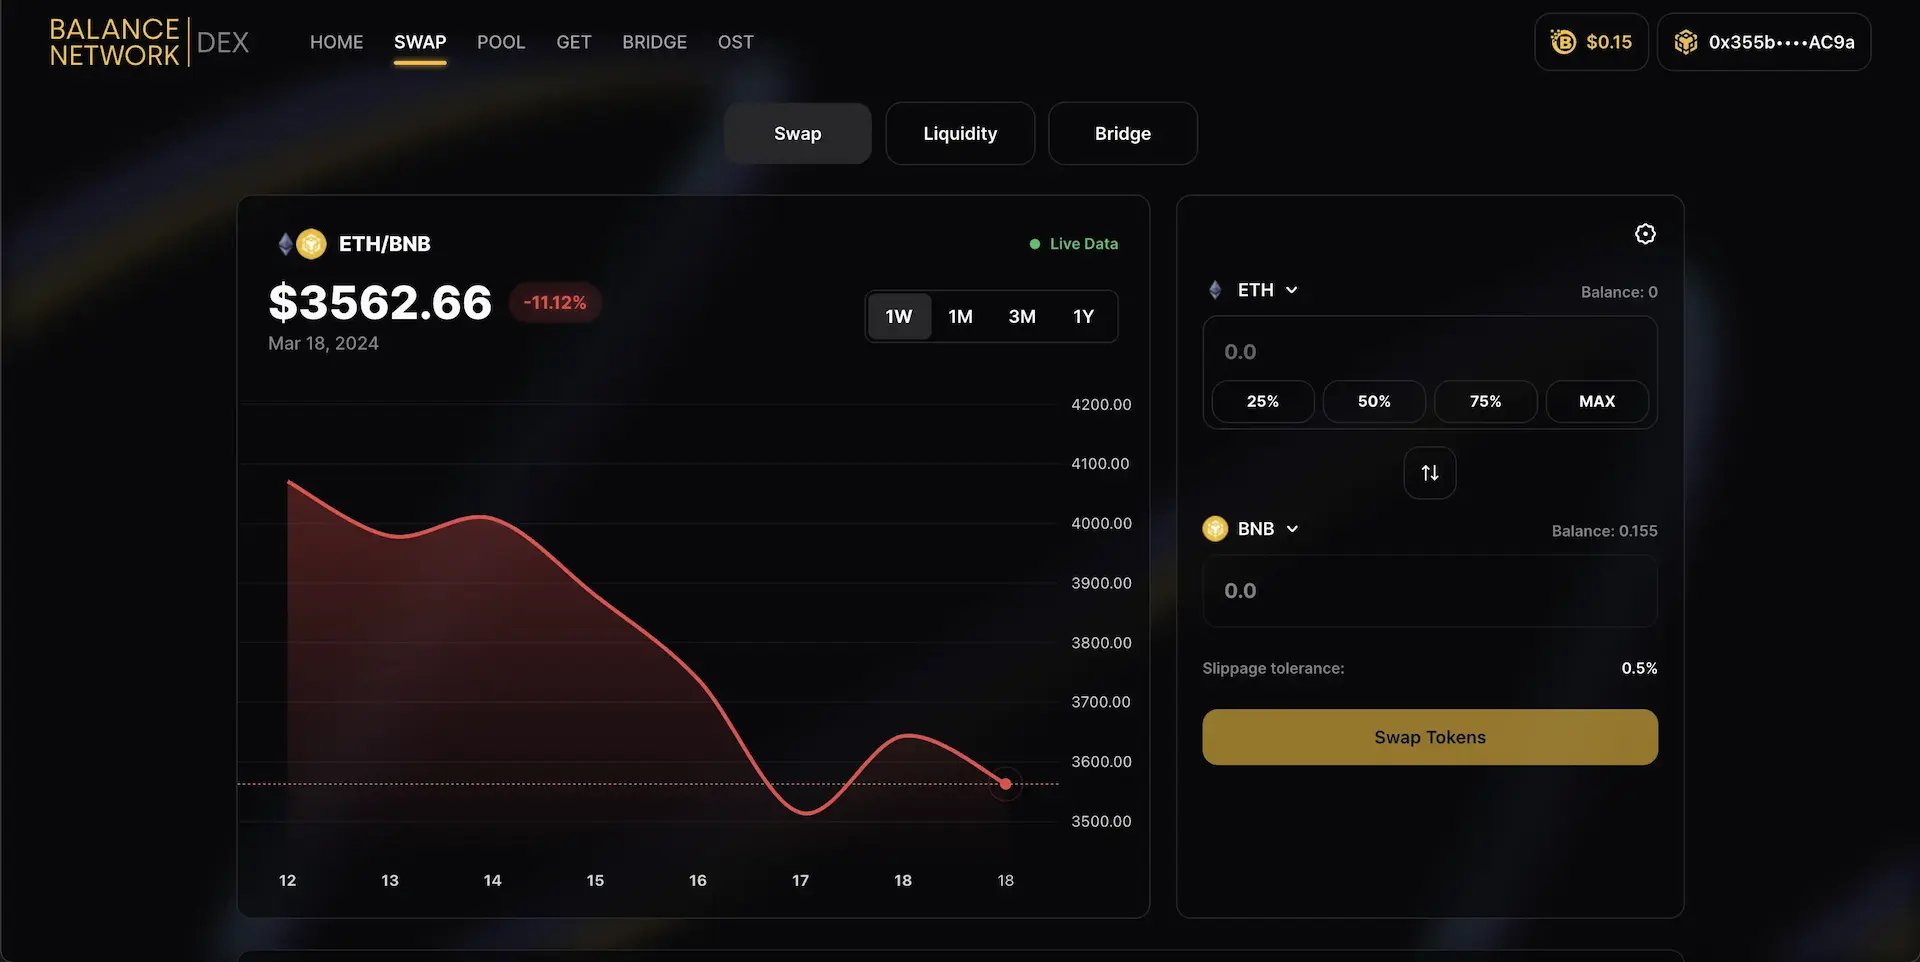 BALANCE
NETWORK
DEX
HOME
SWAP
POOL
GET
BRIDGE
OST
$0.15
0x355b••••AC9a
Swap
Liquidity
Bridge
ETH/BNB
Live Data
$3562.66
-11.12%
Mar 18, 2024
1W
1M
3M
1Y
4200.00
4100.00
4000.00
3900.00
3800.00
3700.00
3600.00
3500.00
12
13
14
15
16
17
18
18
ETH
Balance: 0
0.0
25%
50%
75%
MAX
BNB
Balance: 0.155
0.0
Slippage tolerance:
0.5%
Swap Tokens